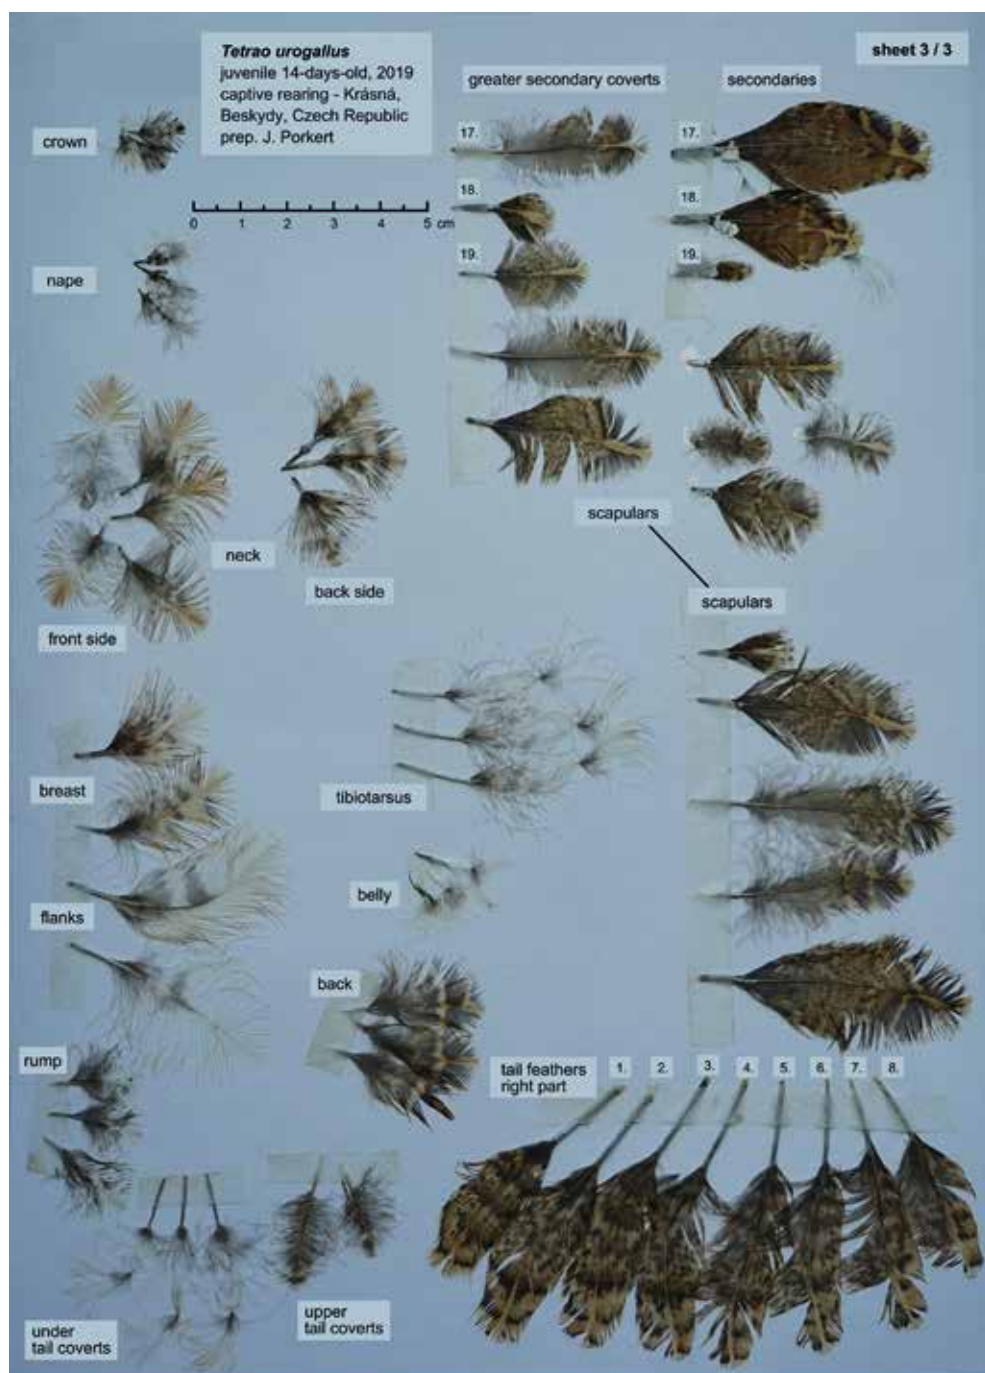 Tetrao urogallus
juvenile 14-days-old, 2019
captive rearing - Krásná,
Beskydy, Czech Republic
prep. J. Porkert
sheet 3 / 3
greater secondary coverts
secondaries
crown
17.
17.
18.
18.
0 1 2 3 4 5 cm
19.
19.
nape
scapulars
neck
back side
scapulars
front side
breast
tibiotarsus
belly
flanks
back
rump
tail feathers
right part
1. 2. 3. 4. 5. 6. 7. 8.
upper
tail coverts
under
tail coverts